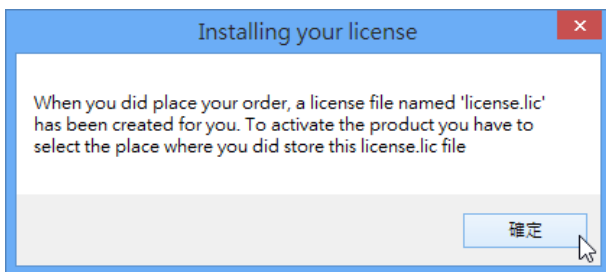 Installing your license
When you did place your order, a license file named 'license.lic'
has been created for you. To activate the product you have to
select the place where you did store this license.lic file
確定